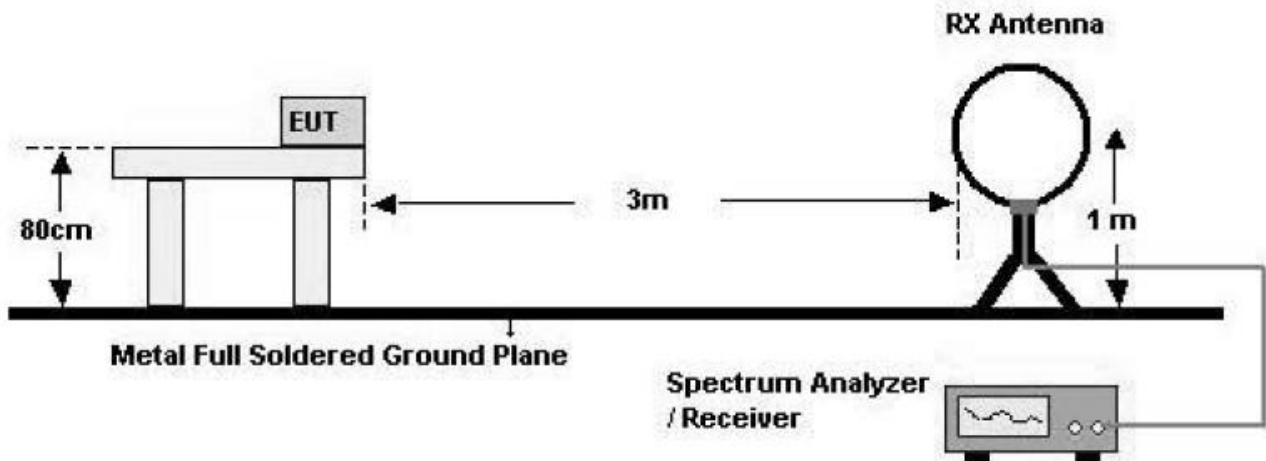 RX Antenna
EUT
80cm
3m
1 m
Metal Full Soldered Ground Plane
Spectrum Analyzer
/ Receiver